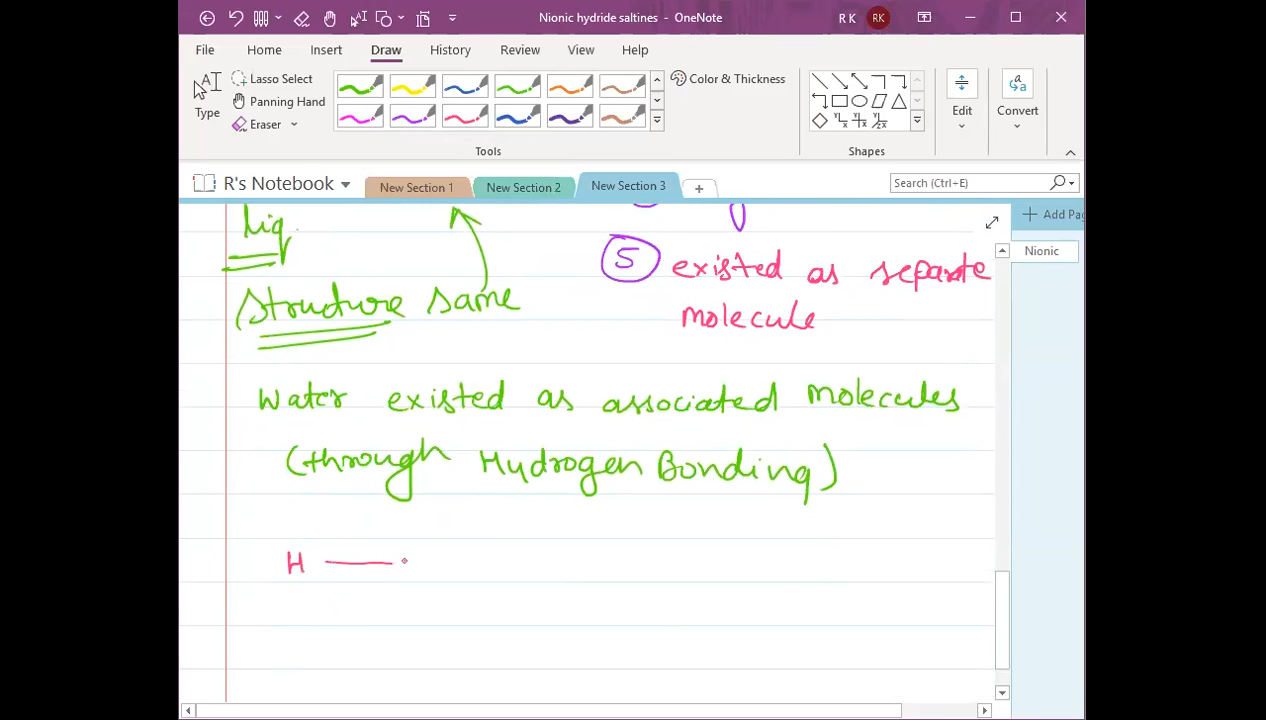 Nionic hydride saltines - OneNote
R K
RK
File
Home
Insert
Draw
History
Review
View
Help
Type
Lasso Select
Panning Hand
Eraser
Color & Thickness
Edit
Convert
Tools
Shapes
R's Notebook
New Section 1
New Section 2
New Section 3
Search (Ctrl+E)
Add Pag
Nionic
liq.
5 existed as separate
molecule
Structure same
Water existed as associated molecules
(through Hydrogen Bonding)
H